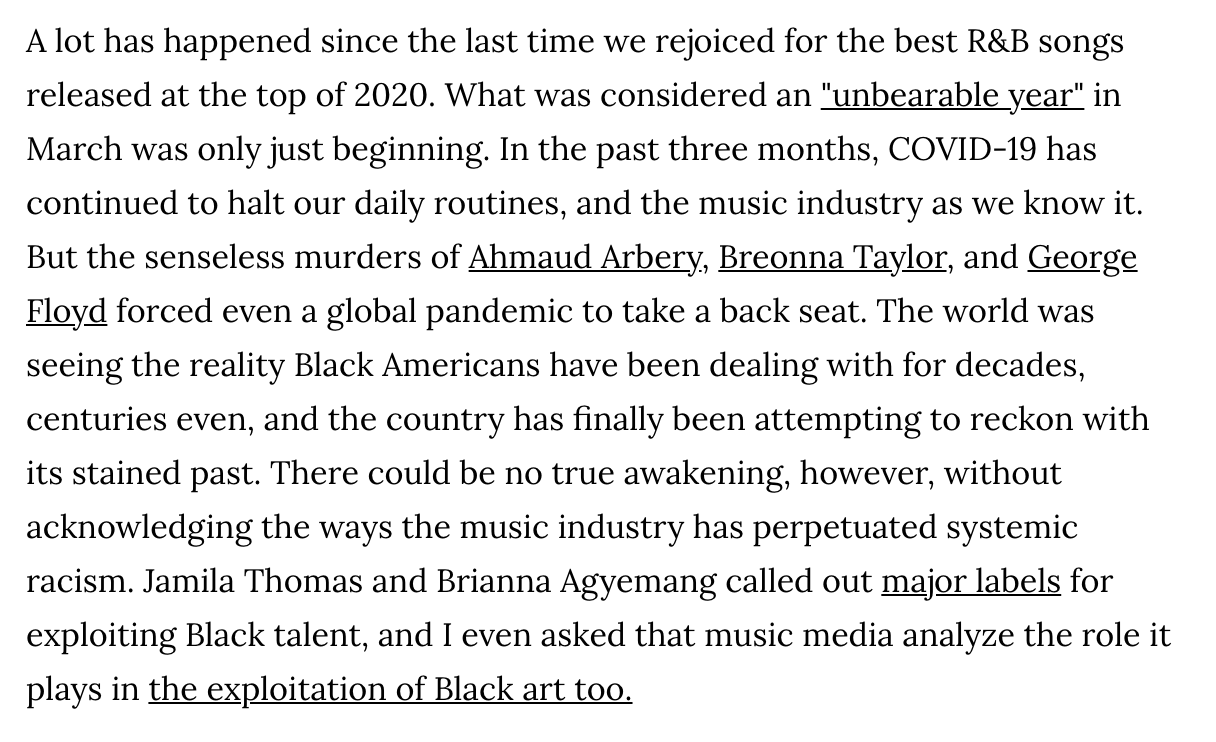 A lot has happened since the last time we rejoiced for the best R&B songs
released at the top of 2020. What was considered an "unbearable year" in
March was only just beginning. In the past three months, COVID-19 has
continued to halt our daily routines, and the music industry as we know it.
But the senseless murders of Ahmaud Arbery, Breonna Taylor, and George
Floyd forced even a global pandemic to take a back seat. The world was
seeing the reality Black Americans have been dealing with for decades,
centuries even, and the country has finally been attempting to reckon with
its stained past. There could be no true awakening, however, without
acknowledging the ways the music industry has perpetuated systemic
racism. Jamila Thomas and Brianna Agyemang called out major labels for
exploiting Black talent, and I even asked that music media analyze the role it
plays in the exploitation of Black art too.